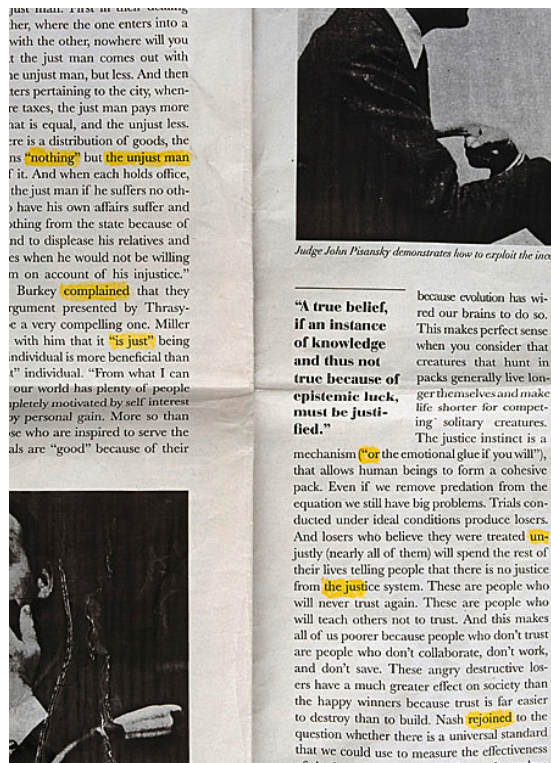 just man. First in their dealing
her, where the one enters into a
with the other, nowhere will you
t the just man comes out with
e unjust man, but less. And then
ters pertaining to the city, when-
re taxes, the just man pays more
hat is equal, and the unjust less.
ere is a distribution of goods, the
ns “nothing” but the unjust man
f it. And when each holds office,
the just man if he suffers no oth-
have his own affairs suffer and
othing from the state because of
nd to displease his relatives and
es when he would not be willing
m on account of his injustice.”
Burkey complained that they
rgument presented by Thrasy-
e a very compelling one. Miller
with him that it “is just” being
ndividual is more beneficial than
t” individual. “From what I can
our world has plenty of people
mpletely motivated by self interest
by personal gain. More so than
se who are inspired to serve the
als are “good” because of their
Judge John Pisansky demonstrates how to exploit the
“A true belief,
if an instance
of knowledge
and thus not
true because of
epistemic luck,
must be justi-
fied.”
because evolution has wi-
red our brains to do so.
This makes perfect sense
when you consider that
creatures that hunt in
packs generally live lon-
ger themselves and make
life shorter for compet-
ing solitary creatures.
The justice instinct is a
mechanism (“or the emotional glue if you will”),
that allows human beings to form a cohesive
pack. Even if we remove predation from the
equation we still have big problems. Trials con-
ducted under ideal conditions produce losers.
And losers who believe they were treated un-
justly (nearly all of them) will spend the rest of
their lives telling people that there is no justice
from the justice system. These are people who
will never trust again. These are people who
will teach others not to trust. And this makes
all of us poorer because people who don’t trust
are people who don’t collaborate, don’t work,
and don’t save. These angry destructive los-
ers have a much greater effect on society than
the happy winners because trust is far easier
to destroy than to build. Nash rejoined to the
question whether there is a universal standard
that we could use to measure the effectiveness